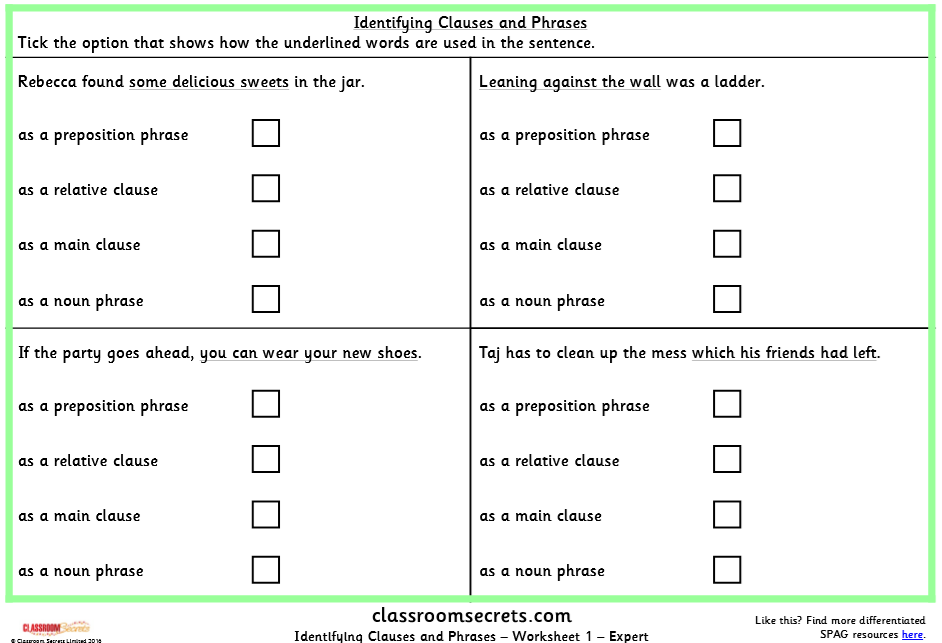 Identifying Clauses and Phrases
Tick the option that shows how the underlined words are used in the sentence.
Rebecca found some delicious sweets in the jar.
as a preposition phrase
as a relative clause
as a main clause
as a noun phrase
Leaning against the wall was a ladder.
as a preposition phrase
as a relative clause
as a main clause
as a noun phrase
If the party goes ahead, you can wear your new shoes.
as a preposition phrase
as a relative clause
as a main clause
as a noun phrase
Taj has to clean up the mess which his friends had left.
as a preposition phrase
as a relative clause
as a main clause
as a noun phrase
CLASSROOM Secrets
© Classroom Secrets Limited 2016
classroomsecrets.com
Identifying Clauses and Phrases – Worksheet 1 – Expert
Like this? Find more differentiated
SPAG resources here.